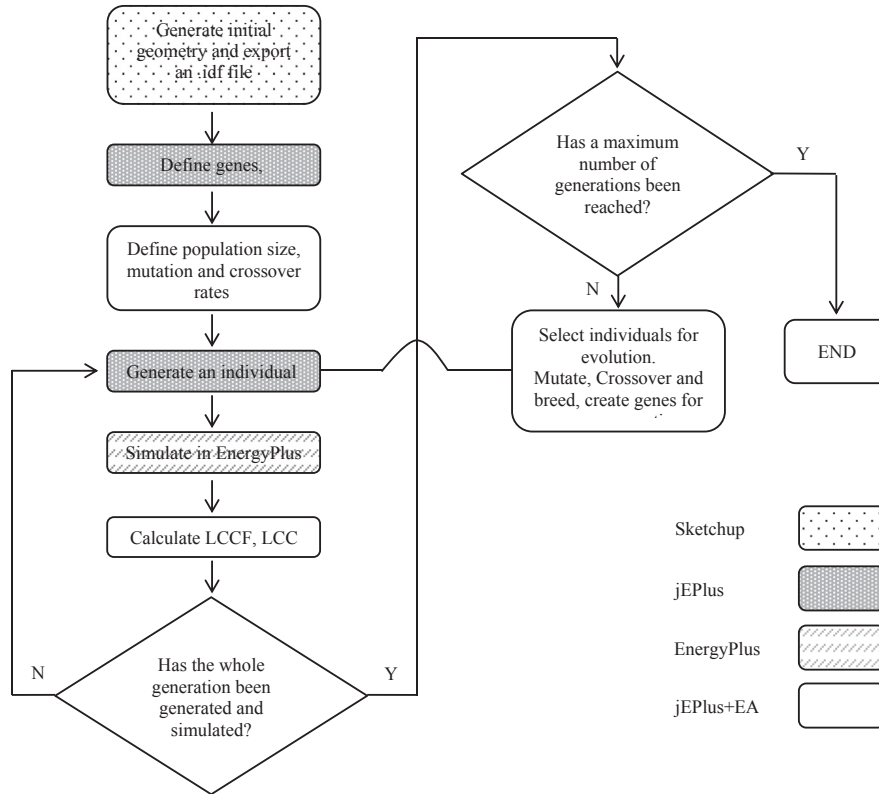 Generate initial
geometry and export
an .idf file
Define genes,
Define population size,
mutation and crossover
rates
Generate an individual
Simulate in EnergyPlus
Calculate LCCF, LCC
N
Has the whole
generation been
generated and
simulated?
Y
Has a maximum
number of
generations been
reached?
Y
N
Select individuals for
evolution.
Mutate, Crossover and
breed, create genes for
END
Sketchup
jEPlus
EnergyPlus
jEPlus+EA